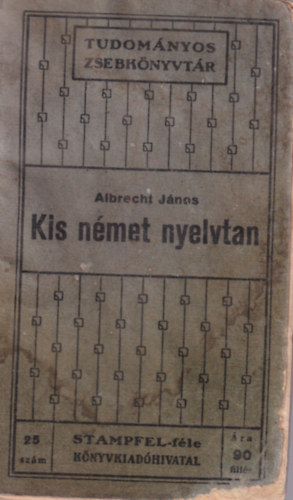 TUDOMÁNYOS
ZSEBKÖNYVTÁR
Albrecht János
Kis német nyelvtan
25
szám
STAMPFEL-féle
KÖNYVKIADÓHIVATAL
Ára
90
fillér